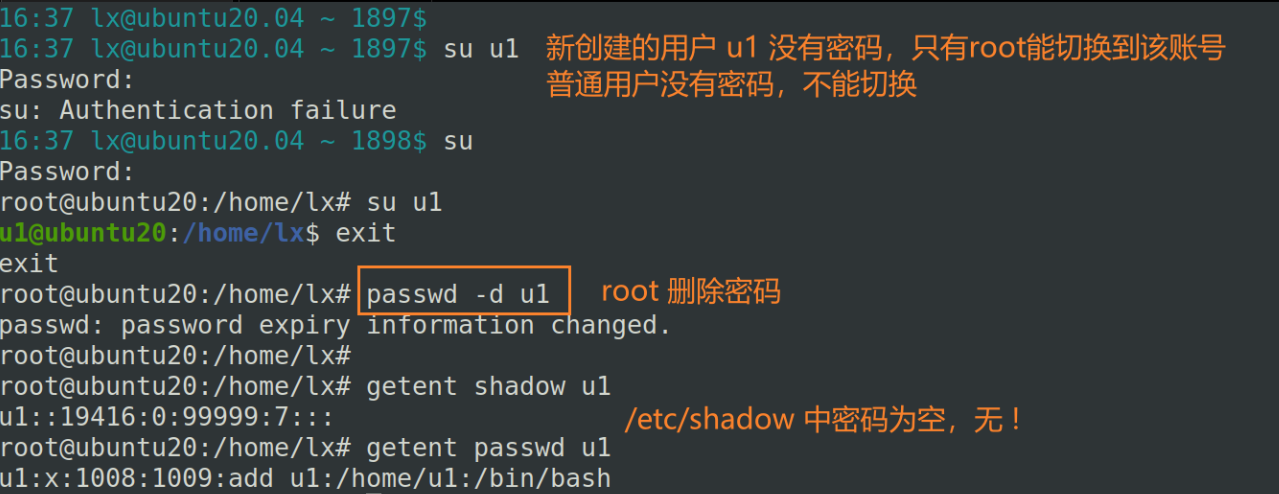 16:37 lx@ubuntu20.04 ~ 1897$
16:37 lx@ubuntu20.04 ~ 1897$ su u1 新创建的用户 u1 没有密码，只有root能切换到该账号
Password: 普通用户没有密码，不能切换
su: Authentication failure
16:37 lx@ubuntu20.04 ~ 1898$ su
Password:
root@ubuntu20:/home/lx# su u1
u1@ubuntu20:/home/lx$ exit
exit
root@ubuntu20:/home/lx# passwd -d u1 root 删除密码
passwd: password expiry information changed.
root@ubuntu20:/home/lx#
root@ubuntu20:/home/lx# getent shadow u1
u1::19416:0:99999:7::: /etc/shadow 中密码为空，无 !
root@ubuntu20:/home/lx# getent passwd u1
u1:x:1008:1009:add u1:/home/u1:/bin/bash